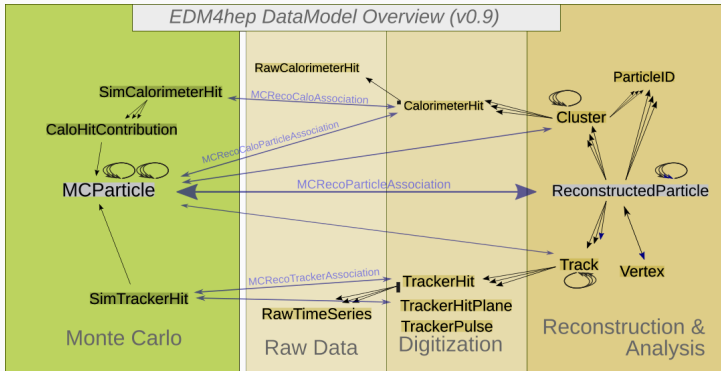 EDM4hep DataModel Overview (v0.9)
RawCalorimeterHit
ParticleID
SimCalorimeterHit
MCRecoCaloAssociation
CalorimeterHit
Cluster
CaloHitContribution
MCRecoCaloParticleAssociation
MCParticle
MCRecoParticleAssociation
ReconstructedParticle
Track
Vertex
MCRecoTrackerAssociation
TrackerHit
SimTrackerHit
RawTimeSeries
TrackerHitPlane
TrackerPulse
Monte Carlo
Raw Data
Digitization
Reconstruction &
Analysis